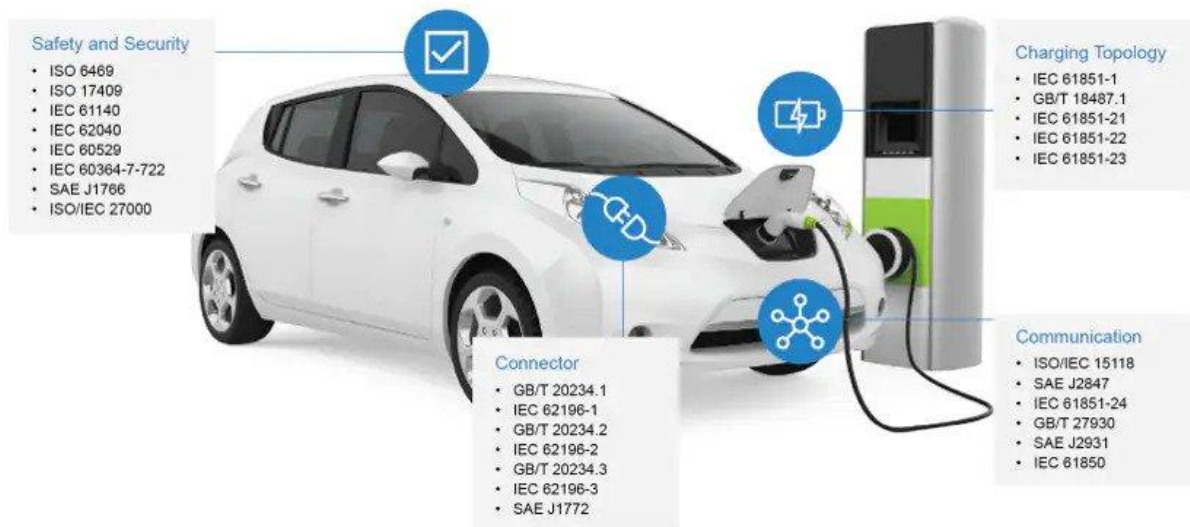 Safety and Security
• ISO 6469
• ISO 17409
• IEC 61140
• IEC 62040
• IEC 60529
• IEC 60364-7-722
• SAE J1766
• ISO/IEC 27000
Charging Topology
• IEC 61851-1
• GB/T 18487.1
• IEC 61851-21
• IEC 61851-22
• IEC 61851-23
Connector
• GB/T 20234.1
• IEC 62196-1
• GB/T 20234.2
• IEC 62196-2
• GB/T 20234.3
• IEC 62196-3
• SAE J1772
Communication
• ISO/IEC 15118
• SAE J2847
• IEC 61851-24
• GB/T 27930
• SAE J2931
• IEC 61850